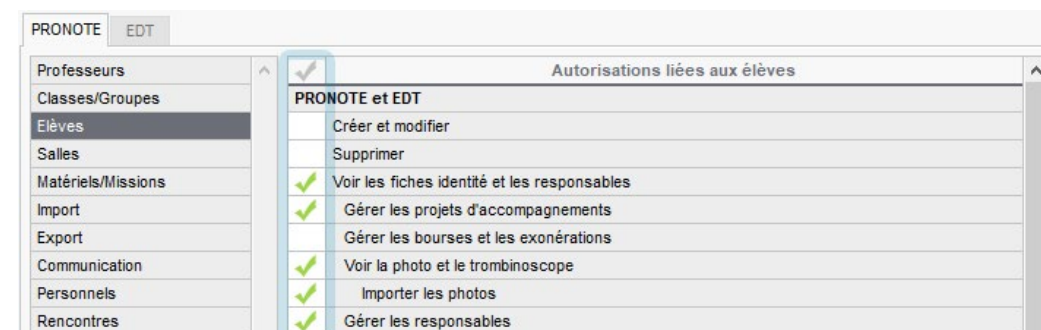 PRONOTE EDT
Professeurs
Classes/Groupes
Elèves
Salles
Matériels/Missions
Import
Export
Communication
Personnels
Rencontres
Autorisations liées aux élèves
PRONOTE et EDT
Créer et modifier
Supprimer
Voir les fiches identité et les responsables
Gérer les projets d'accompagnements
Gérer les bourses et les exonérations
Voir la photo et le trombinoscope
Importer les photos
Gérer les responsables